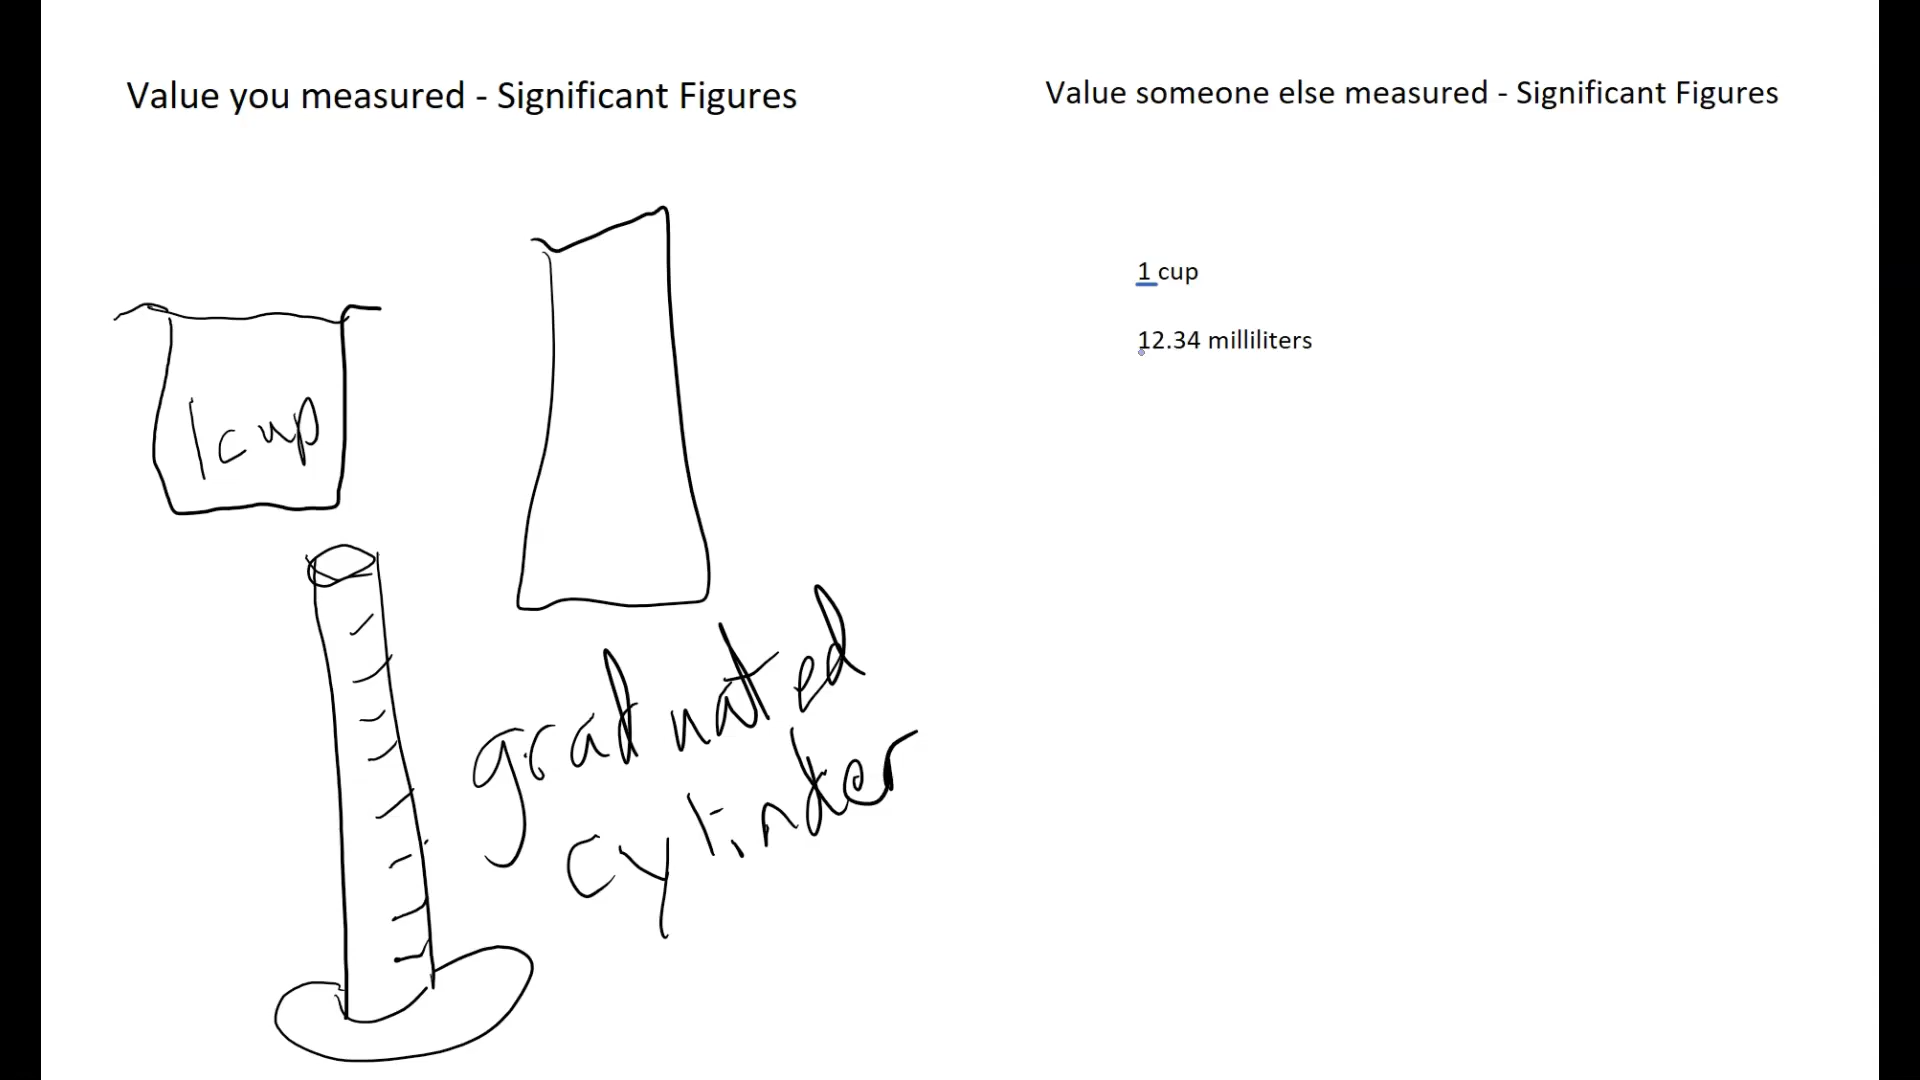 Value you measured - Significant Figures
Value someone else measured - Significant Figures
1 cup
12.34 milliliters
1 cup
graduated
cylinder